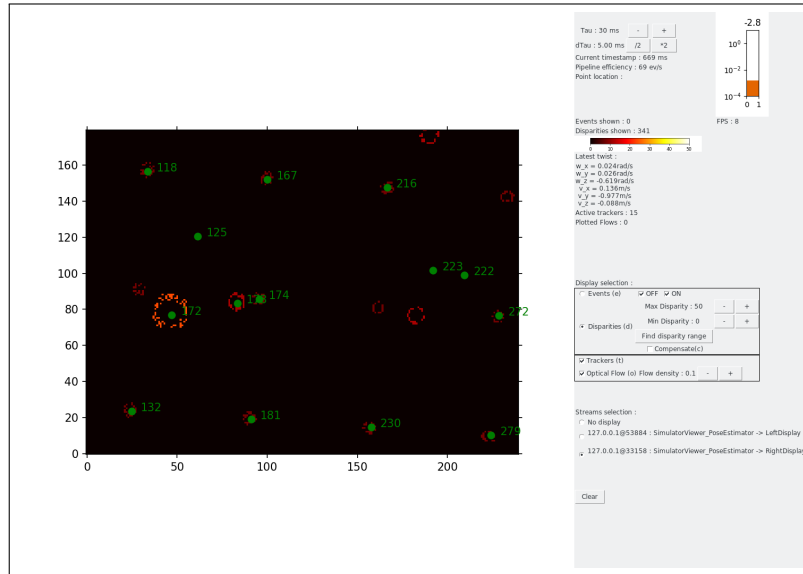 -2.8
Tau : 30 ms - +
dTau : 5.00 ms /2 *2
Current timestamp : 669 ms
Pipeline efficiency : 69 ev/s
Point location :
10⁰
10⁻²
10⁻⁴
0 1
Events shown : 0 FPS : 8
Disparities shown : 341
0 10 20 30 40 50
Latest twist :
w_x = 0.024rad/s
w_y = 0.026rad/s
w_z = -0.619rad/s
v_x = 0.136m/s
v_y = -0.977m/s
v_z = -0.088m/s
Active trackers : 15
Plotted Flows : 0
160
140
120
100
80
60
40
20
0
0 50 100 150 200
118
167
216
125
223
222
172
174
272
132
181
230
279
Display selection :
Events (e) OFF ON
Max Disparity : 50 - +
Min Disparity : 0 - +
Disparities (d)
Find disparity range
Compensate(c)
Trackers (t)
Optical Flow (o) Flow density : 0.1 - +
Streams selection :
No display
127.0.0.1@53884 : SimulatorViewer_PoseEstimator -> LeftDisplay
127.0.0.1@33158 : SimulatorViewer_PoseEstimator -> RightDisplay
Clear